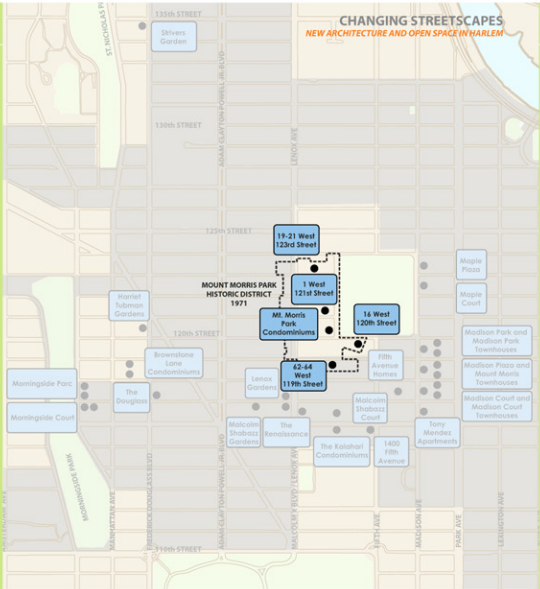 CHANGING STREETSCAPES
NEW ARCHITECTURE AND OPEN SPACE IN HARLEM
135th STREET
Strivers
Garden
ST. NICHOLAS
130th STREET
ADAM CLAYTON POWELL JR. BLVD
LENOX AVE
125th STREET
19-21 West
123rd Street
Maple
Plaza
MOUNT MORRIS PARK
HISTORIC DISTRICT
1971
1 West
121st Street
Maple
Court
Harriet
Tubman
Gardens
Mt. Morris
Park
Condominiums
16 West
120th Street
120th STREET
Madison Park and
Madison Park
Townhouses
Brownstone
Lane
Condominiums
Fifth
Avenue
Homes
62-64
West
119th Street
Madison Plaza and
Mount Morris
Townhouses
Morningside Parc
The
Douglass
Lenox
Gardens
Malcolm
Shabazz
Court
Madison Court and
Madison Court
Townhouses
Morningside Court
Malcolm
Shabazz
Gardens
The
Renaissance
Tony
Mendez
Apartments
The Kalahari
Condominiums
1400
Fifth
Avenue
MORNINGSIDE PARK
MANHATTAN AVE
FREDERICK DOUGLASS BLVD
ADAM CLAYTON POWELL JR. BLVD
MALCOLM X BLVD / LENOX AVE
FIFTH AVE
MADISON AVE
PARK AVE
LEXINGTON AVE
110th STREET